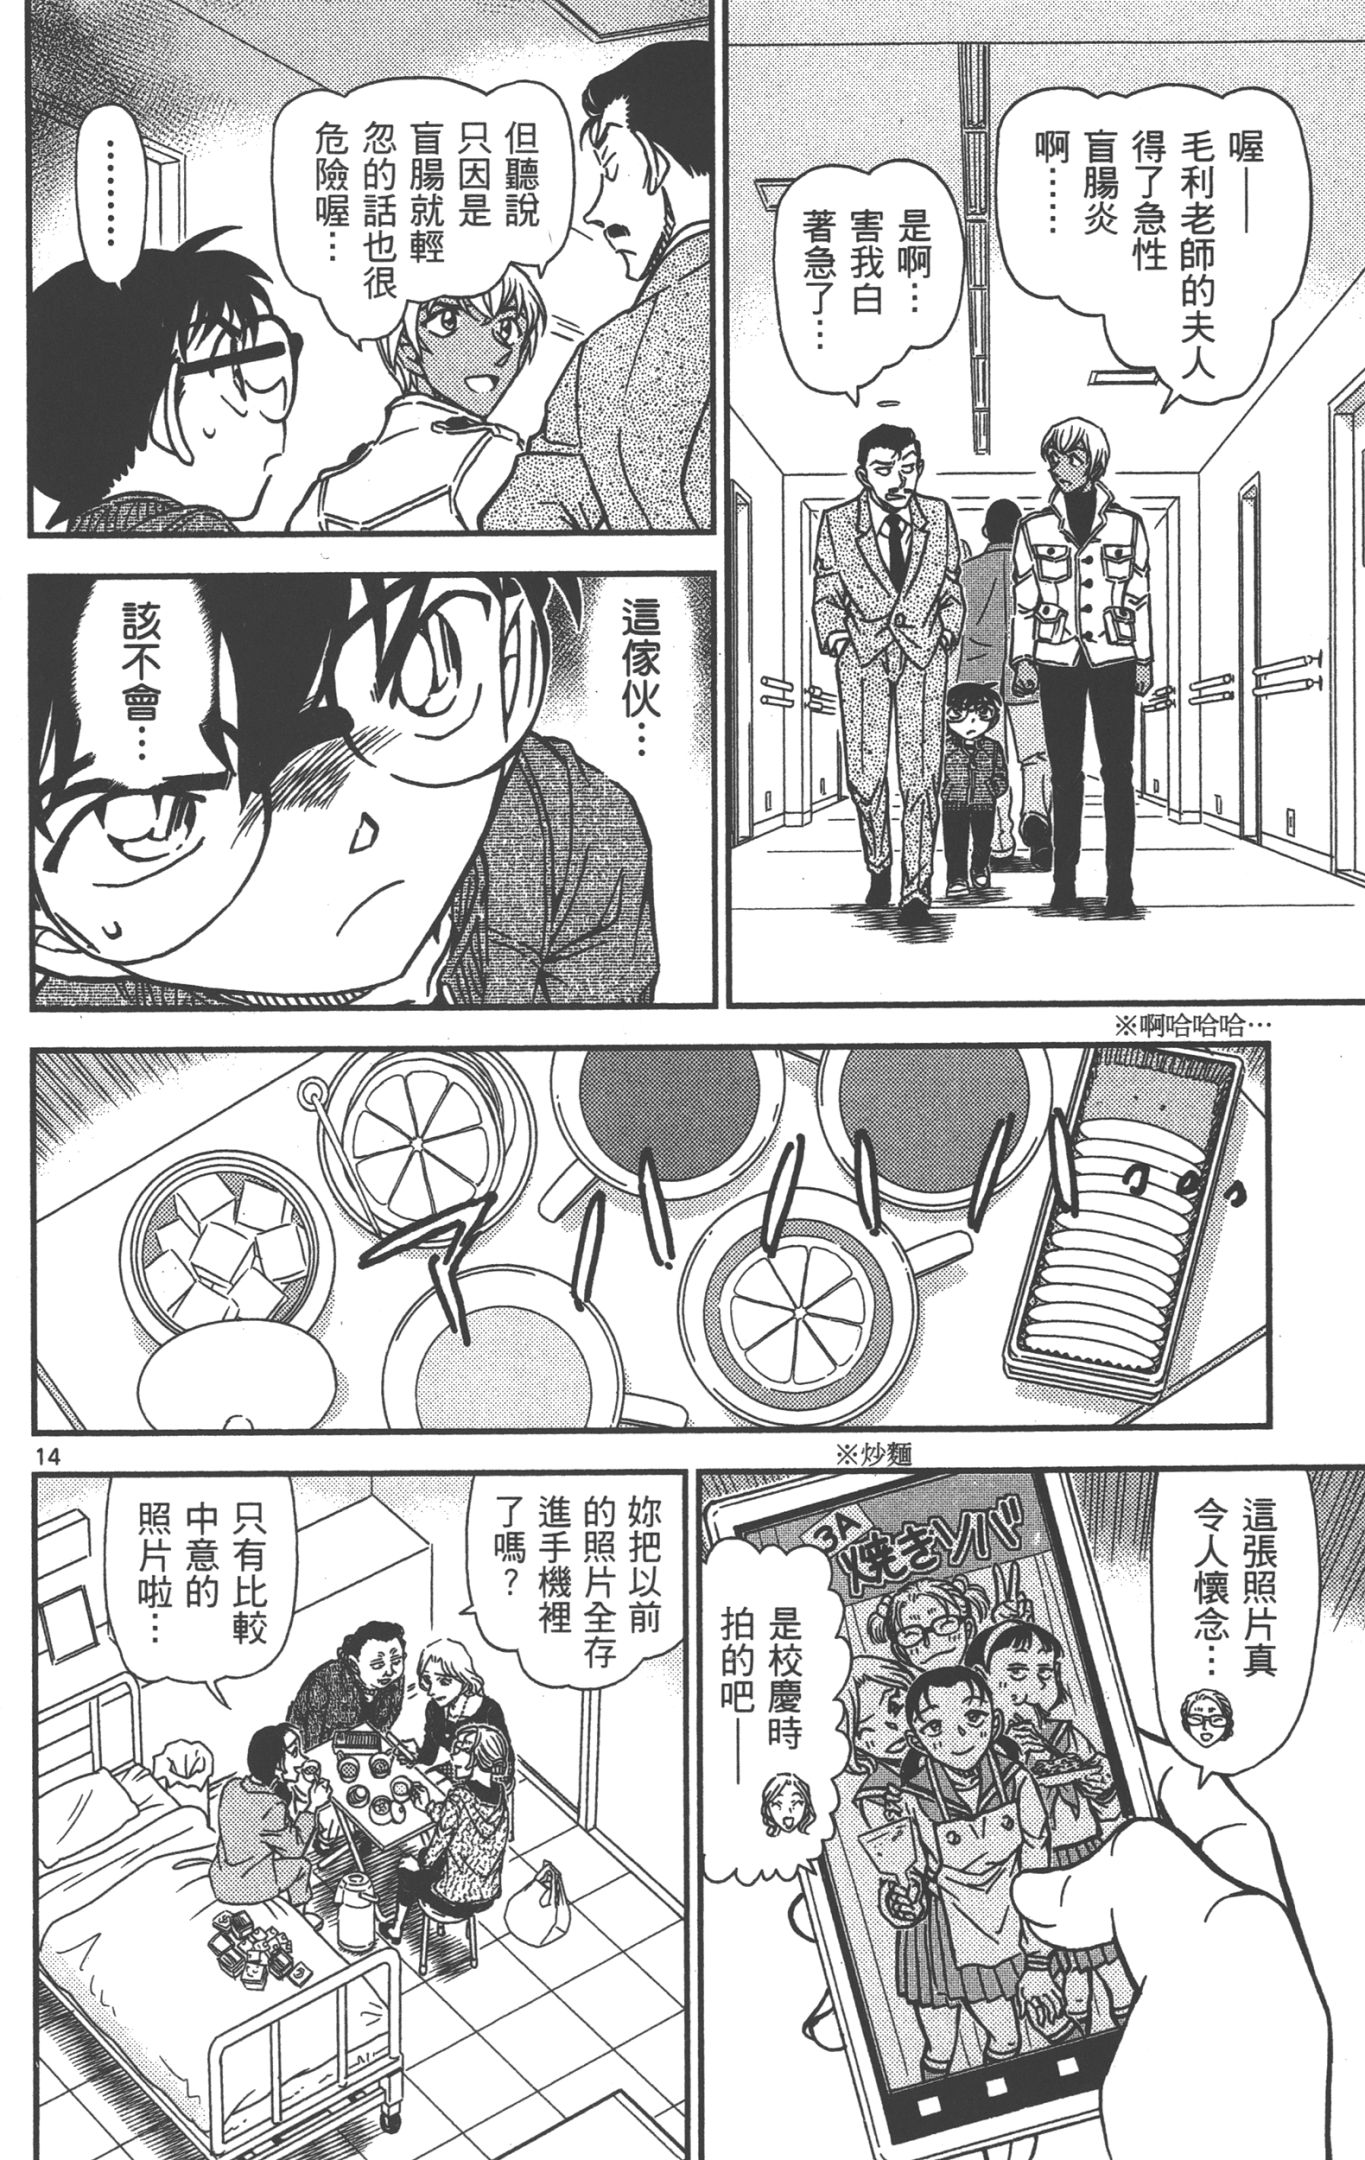 喔——
毛利老師的夫人
得了急性
盲腸炎
啊……
是啊…
害我白
著急了…
但聽說
只因是
盲腸就輕
忽的話也很
危險喔…
………
這傢伙…
該不會…
※啊哈哈哈…
アハハハハ…
14
※炒麵
這張照片真
令人懷念…
3A
焼きソバ
是校慶時
拍的吧——
妳把以前
的照片全存
進手機裡
了嗎？
只有比較
中意的
照片啦…